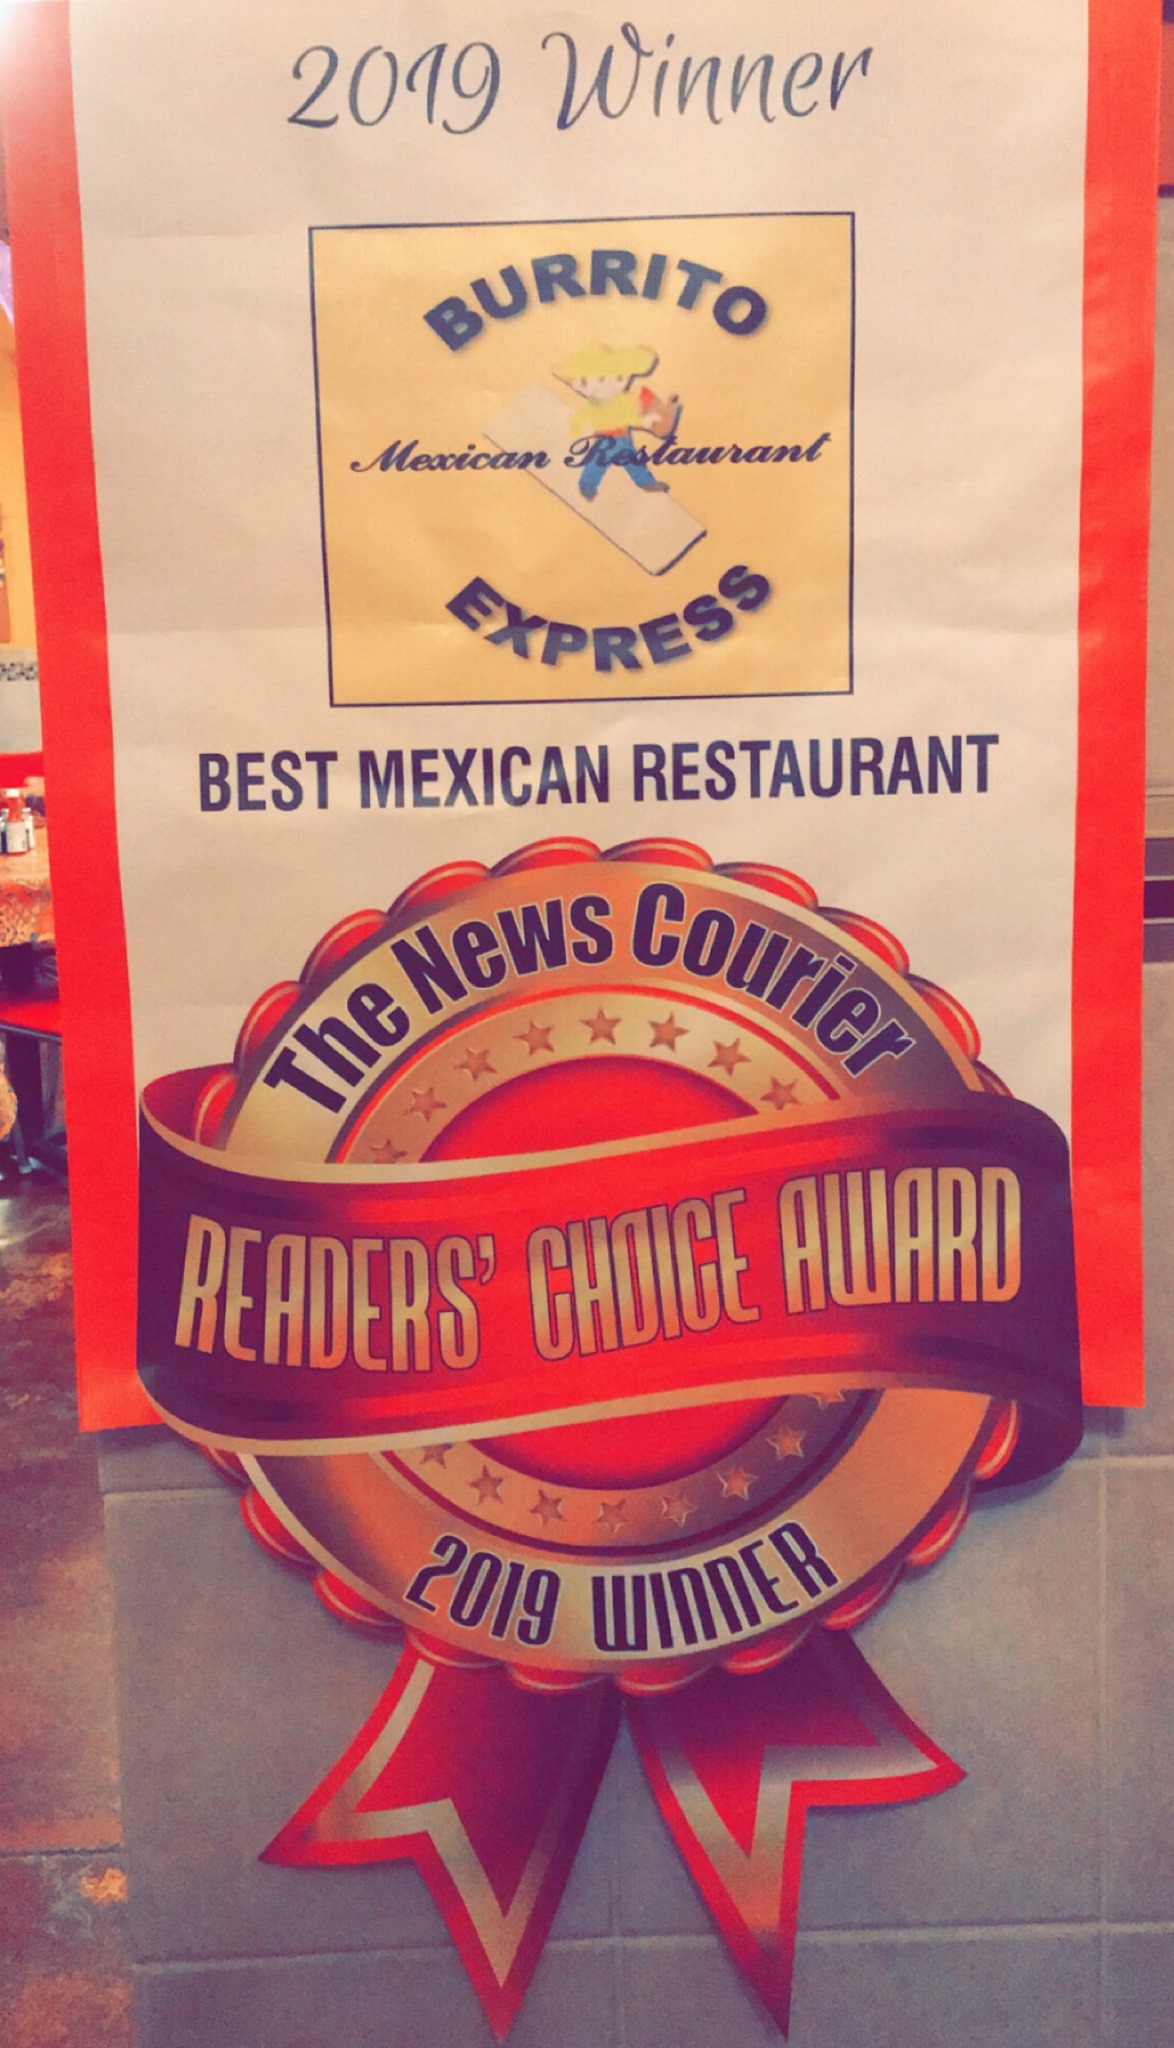 2019 Winner
BURRITO
Mexican Restaurant
EXPRESS
BEST MEXICAN RESTAURANT
The News Courier
READERS' CHOICE AWARD
2019 WINNER